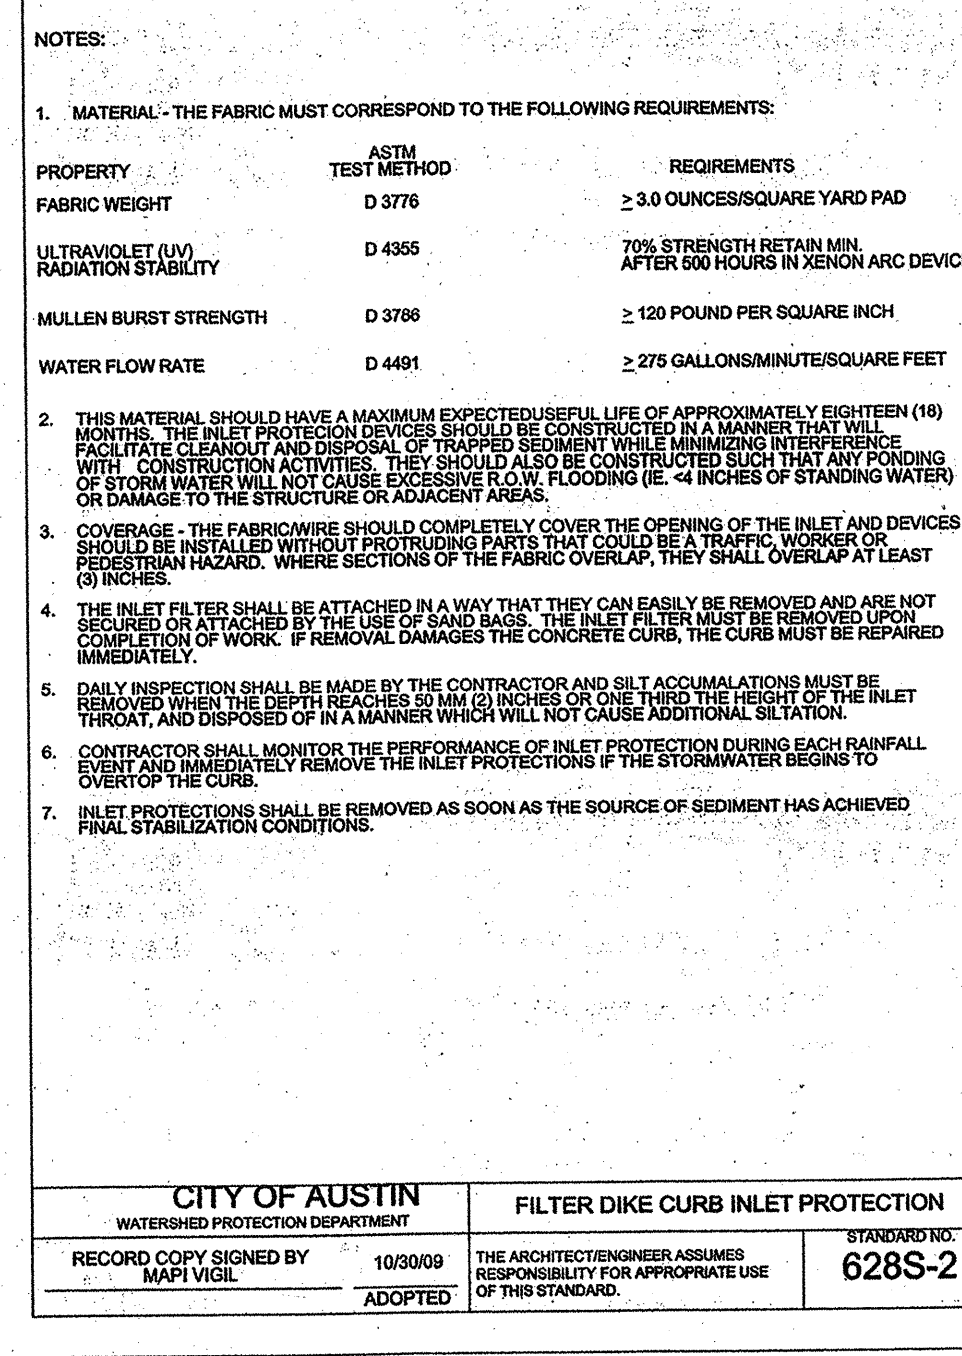 NOTES:
1. MATERIAL - THE FABRIC MUST CORRESPOND TO THE FOLLOWING REQUIREMENTS:
PROPERTY ASTM TEST METHOD REQIREMENTS
FABRIC WEIGHT D 3776 ≥ 3.0 OUNCES/SQUARE YARD PAD
ULTRAVIOLET (UV) D 4355 70% STRENGTH RETAIN MIN.
RADIATION STABILITY AFTER 500 HOURS IN XENON ARC DEVIC
MULLEN BURST STRENGTH D 3786 ≥ 120 POUND PER SQUARE INCH
WATER FLOW RATE D 4491 ≥ 275 GALLONS/MINUTE/SQUARE FEET
2. THIS MATERIAL SHOULD HAVE A MAXIMUM EXPECTEDUSEFUL LIFE OF APPROXIMATELY EIGHTEEN (18)
MONTHS. THE INLET PROTECION DEVICES SHOULD BE CONSTRUCTED IN A MANNER THAT WILL
FACILITATE CLEANOUT AND DISPOSAL OF TRAPPED SEDIMENT WHILE MINIMIZING INTERFERENCE
WITH CONSTRUCTION ACTIVITIES. THEY SHOULD ALSO BE CONSTRUCTED SUCH THAT ANY PONDING
OF STORM WATER WILL NOT CAUSE EXCESSIVE R.O.W. FLOODING (IE. <4 INCHES OF STANDING WATER)
OR DAMAGE TO THE STRUCTURE OR ADJACENT AREAS.
3. COVERAGE - THE FABRIC/WIRE SHOULD COMPLETELY COVER THE OPENING OF THE INLET AND DEVICES
SHOULD BE INSTALLED WITHOUT PROTRUDING PARTS THAT COULD BE A TRAFFIC, WORKER OR
PEDESTRIAN HAZARD. WHERE SECTIONS OF THE FABRIC OVERLAP, THEY SHALL OVERLAP AT LEAST
(3) INCHES.
4. THE INLET FILTER SHALL BE ATTACHED IN A WAY THAT THEY CAN EASILY BE REMOVED AND ARE NOT
SECURED OR ATTACHED BY THE USE OF SAND BAGS. THE INLET FILTER MUST BE REMOVED UPON
COMPLETION OF WORK. IF REMOVAL DAMAGES THE CONCRETE CURB, THE CURB MUST BE REPAIRED
IMMEDIATELY.
5. DAILY INSPECTION SHALL BE MADE BY THE CONTRACTOR AND SILT ACCUMALATIONS MUST BE
REMOVED WHEN THE DEPTH REACHES 50 MM (2) INCHES OR ONE THIRD THE HEIGHT OF THE INLET
THROAT, AND DISPOSED OF IN A MANNER WHICH WILL NOT CAUSE ADDITIONAL SILTATION.
6. CONTRACTOR SHALL MONITOR THE PERFORMANCE OF INLET PROTECTION DURING EACH RAINFALL
EVENT AND IMMEDIATELY REMOVE THE INLET PROTECTIONS IF THE STORMWATER BEGINS TO
OVERTOP THE CURB.
7. INLET PROTECTIONS SHALL BE REMOVED AS SOON AS THE SOURCE OF SEDIMENT HAS ACHIEVED
FINAL STABILIZATION CONDITIONS.
CITY OF AUSTIN
WATERSHED PROTECTION DEPARTMENT
FILTER DIKE CURB INLET PROTECTION
RECORD COPY SIGNED BY
MAPI VIGIL
10/30/09
ADOPTED
THE ARCHITECT/ENGINEER ASSUMES
RESPONSIBILITY FOR APPROPRIATE USE
OF THIS STANDARD.
STANDARD NO.
628S-2